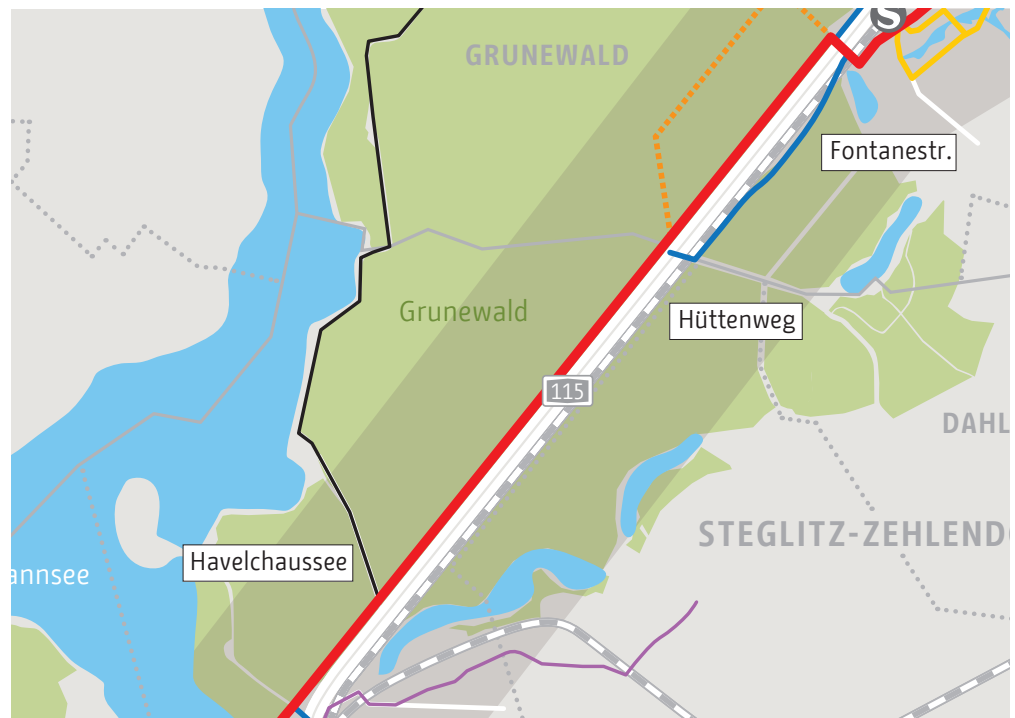 S
GRUNEWALD
Fontanestr.
Grunewald
Hüttenweg
115
DAHL
STEGLITZ-ZEHLEND
Havelchaussee
annsee